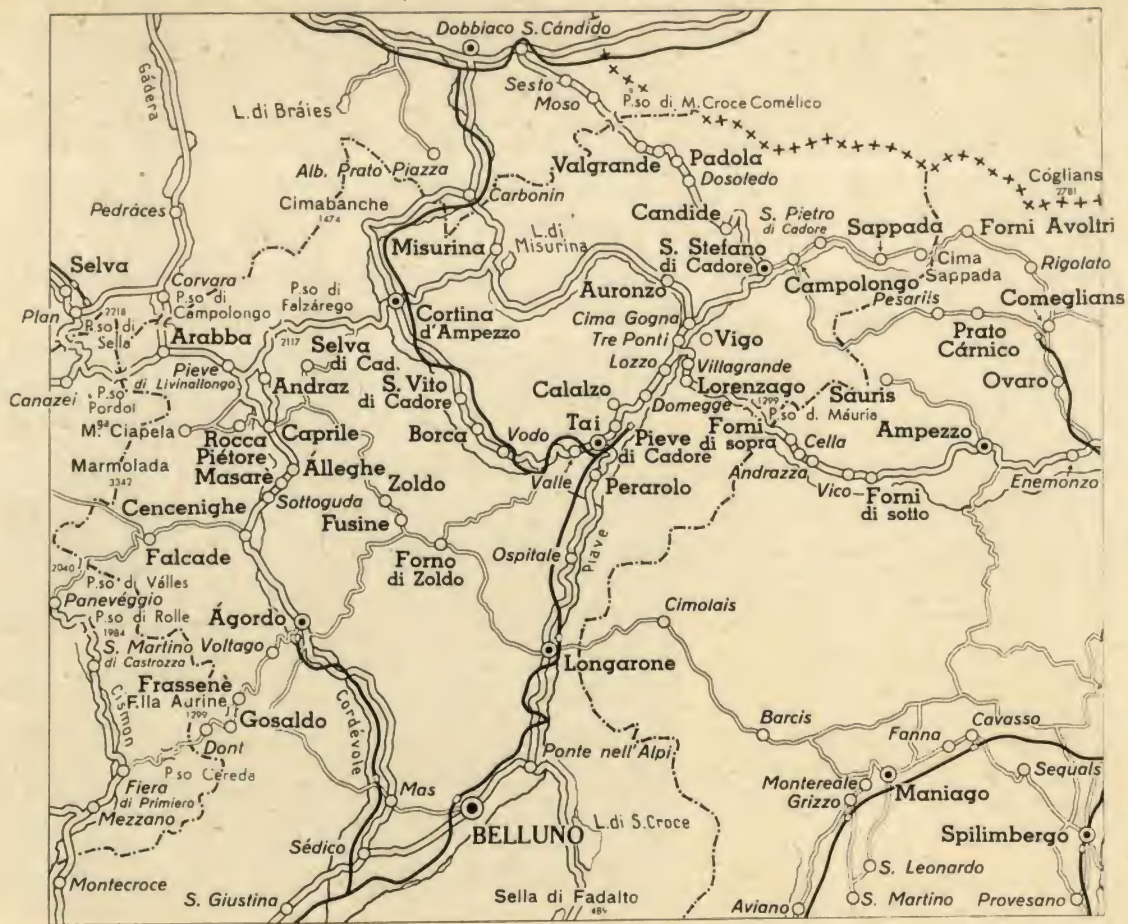 Dobbiaco
S. Cándido
Gádera
L. di Bráies
Sesto
Moso
P.so di M. Croce Comélico
Alb. Prato Piazza
Valgrande
Padola
Dosoledo
Cóglians
2781
Pedráces
Cimabanche
1474
Carbonin
Candide
S. Pietro
di Cadore
Sappada
Forni Avoltri
Misurina
L. di
Misurina
S. Stefano
di Cadore
Cima
Sappada
Rigolato
Selva
Corvara
P.so di
Campolongo
P.so di
Falzárego
2117
Auronzo
Campolongo
Pesariis
Comeglians
Plan
2218
P.so di
Sella
Arabba
Cortina
d'Ampezzo
Cima Gogna
Tre Ponti
Vigo
Prato
Cárnico
Selva
di Cad.
Pieve
di Livinallongo
Andraz
S. Vito
di Cadore
Lozzo
Villagrande
Lorenzago
Ovaro
Canazei
P.so
Pordoi
Calalzo
Domegge
1299
P.so d. Máuria
Sáuris
M.ga Ciapela
Rocca
Piétore
Caprile
Borca
Vodo
Tai
Pieve
di Cadore
Forni
di sopra
Cella
Ampezzo
Marmolada
3342
Masarè
Alleghe
Sottoguda
Zoldo
Valle
Perarolo
Andrazza
Vico
Forni
di sotto
Enemonzo
Cencenighe
Fusine
Falcade
Forno
di Zoldo
Ospitale
Piave
2040
P.so di Válles
Panevéggio
P.so di Rolle
1984
Ágordo
Cimolais
S. Martino
di Castrozza
Voltago
Longarone
Cismon
Frassenè
F.lla Aurine
1299
Gosaldo
Cordévole
Dont
Barcis
Cavasso
Fanna
P.so Cereda
Ponte nell'Alpi
Fiera
di Primiero
Mezzano
Mas
Montereale
Grizzo
Maniago
Sequals
BELLUNO
L. di S. Croce
Spilimbergo
Sédico
Montecroce
S. Giustina
Sella di Fadalto
S. Leonardo
Aviano
S. Martino
Provesano